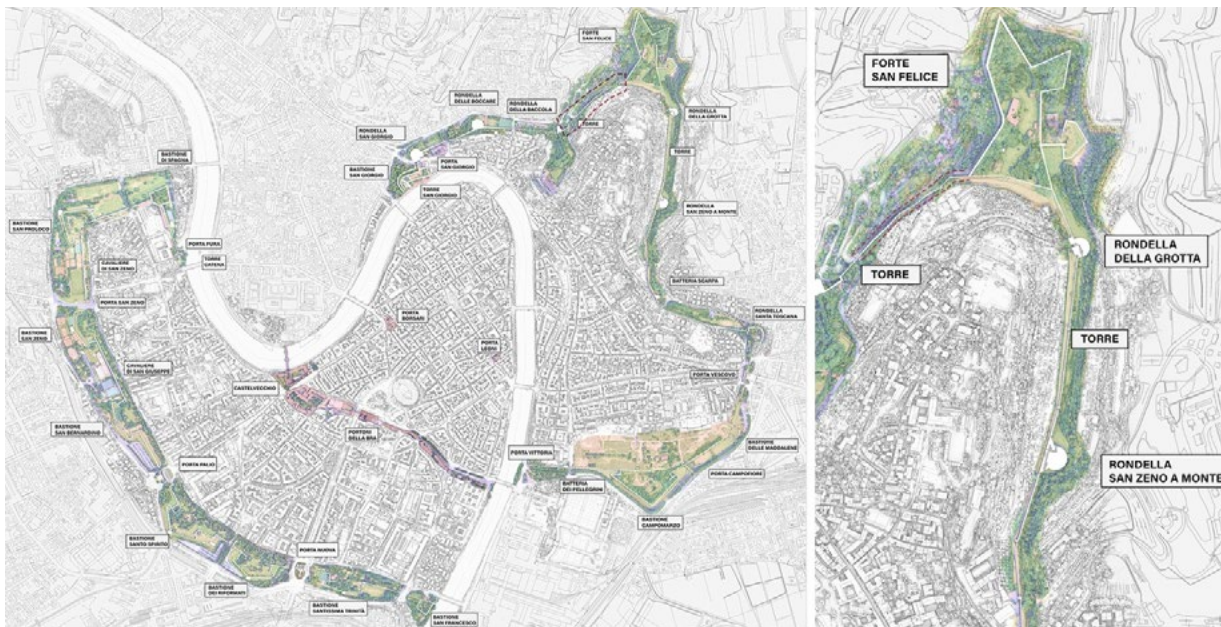 FORTE
SAN FELICE
RONDELLA
DELLE BOCCARE
RONDELLA
DELLA BACCOLA
RONDELLA
SAN GIORGIO
TORRE
RONDELLA
DELLA GROTTA
BASTIONE
DI SPAGNA
BASTIONE
SAN GIORGIO
PORTA
SAN GIORGIO
TORRE
SAN GIORGIO
TORRE
RONDELLA
SAN ZENO A MONTE
BASTIONE
SAN PROLOCO
PORTA FURA
TORRE
CATENA
CAVALIERE
DI SAN ZENO
PORTA SAN ZENO
BATTERIA SCARPA
RONDELLA
SANTA TOSCANA
PORTA
BORSARI
PORTA
LEONI
BASTIONE
SAN ZENO
CAVALIERE
DI SAN GIUSEPPE
PORTA VESCOVO
CASTELVECCHIO
BASTIONE
SAN BERNARDINO
PORTONI
DELLA BRA
BASTIONE
DELLE MADDALENE
PORTA VITTORIA
PORTA PALIO
PORTA CAMPOFIORE
BATTERIA
DEI PELLEGRINI
BASTIONE
CAMPOMARZO
BASTIONE
SANTO SPIRITO
PORTA NUOVA
BASTIONE
DEI RIFORMATI
BASTIONE
SANTISSIMA TRINITÀ
BASTIONE
SAN FRANCESCO
FORTE
SAN FELICE
RONDELLA
DELLA GROTTA
TORRE
TORRE
RONDELLA
SAN ZENO A MONTE